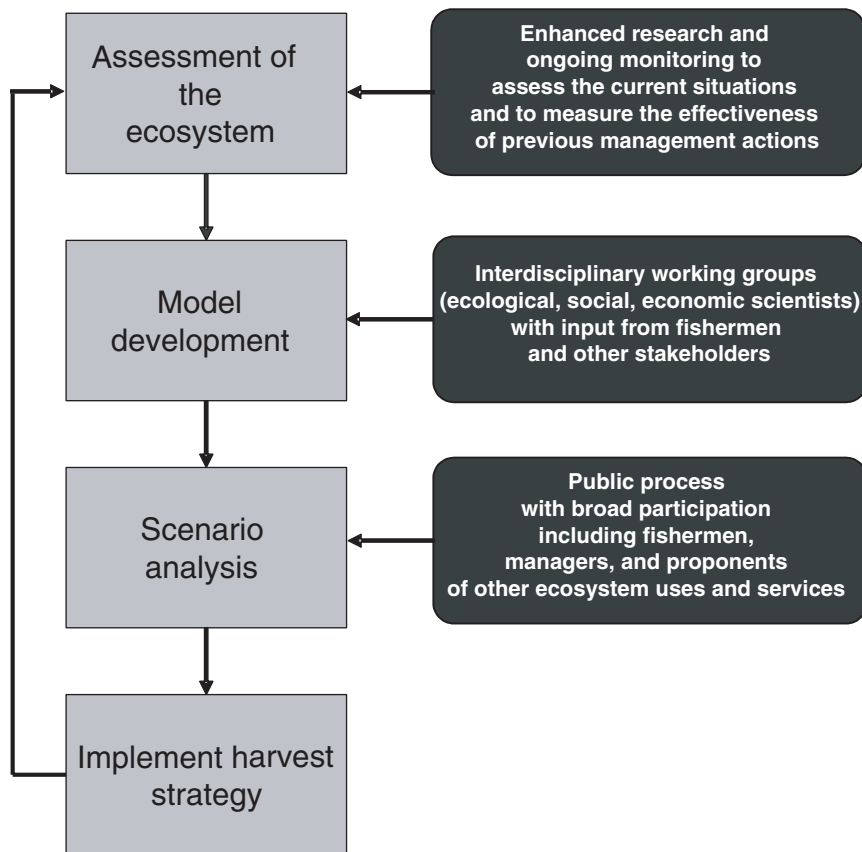 Assessment of
the
ecosystem
Enhanced research and
ongoing monitoring to
assess the current situations
and to measure the effectiveness
of previous management actions
Model
development
Interdisciplinary working groups
(ecological, social, economic scientists)
with input from fishermen
and other stakeholders
Scenario
analysis
Public process
with broad participation
including fishermen,
managers, and proponents
of other ecosystem uses and services
Implement harvest
strategy